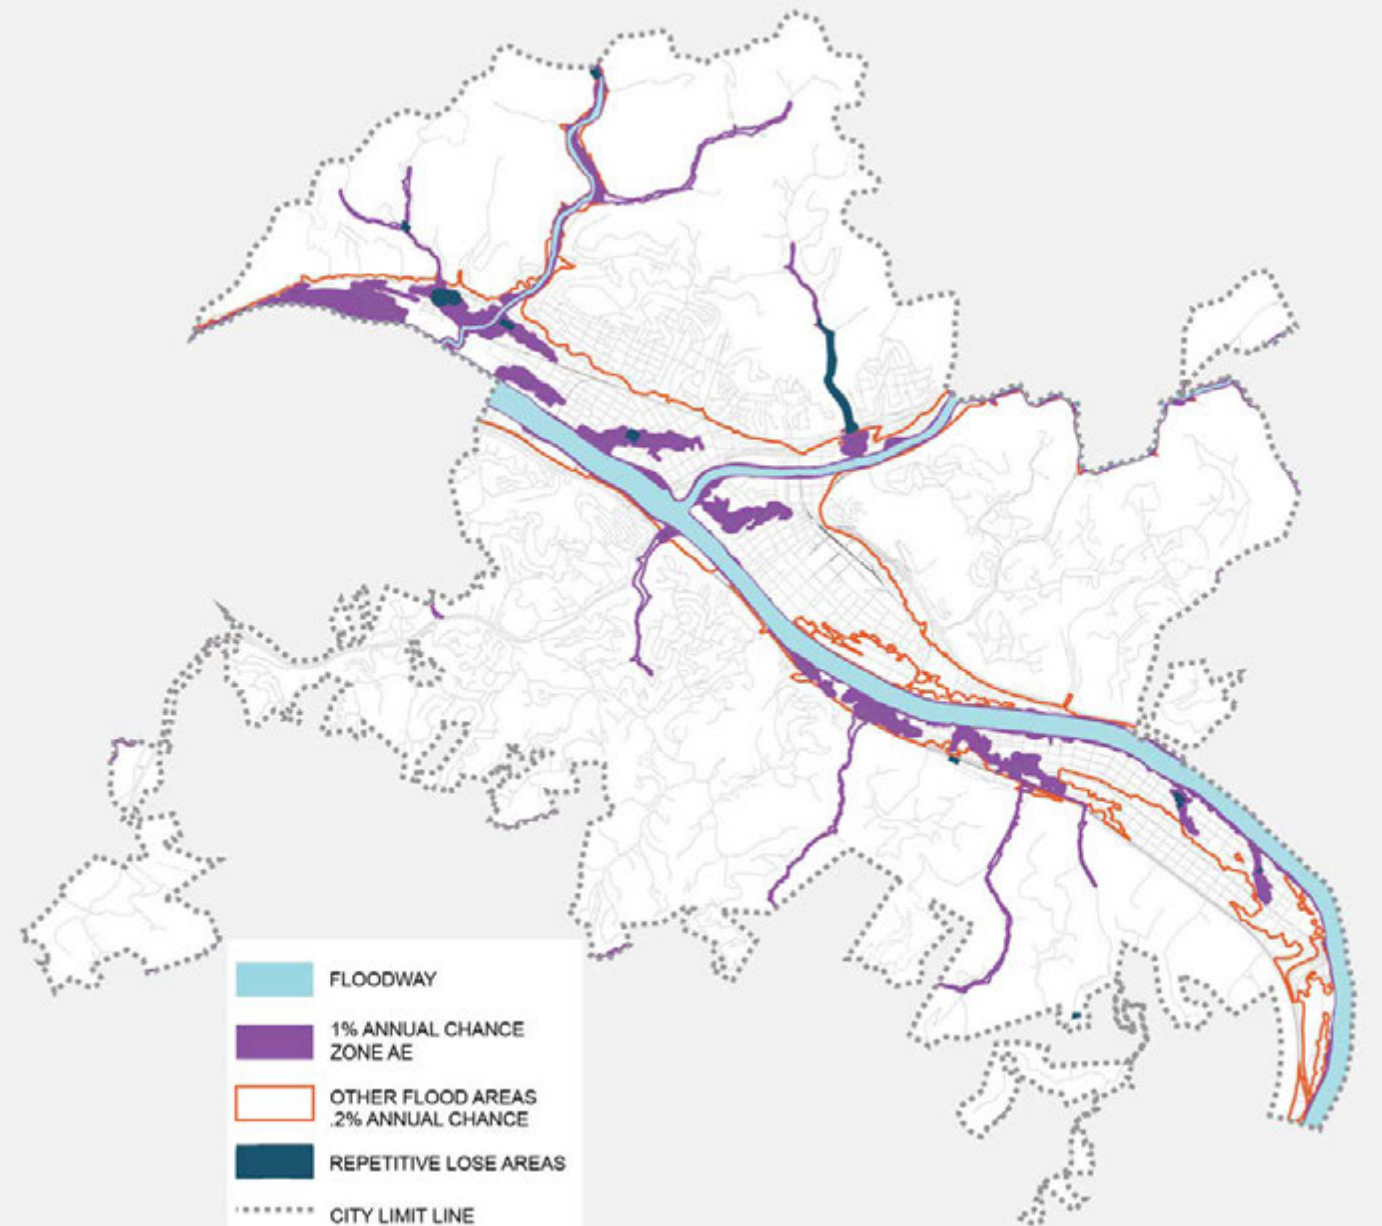 FLOODWAY
1% ANNUAL CHANCE
ZONE AE
OTHER FLOOD AREAS
.2% ANNUAL CHANCE
REPETITIVE LOSE AREAS
CITY LIMIT LINE